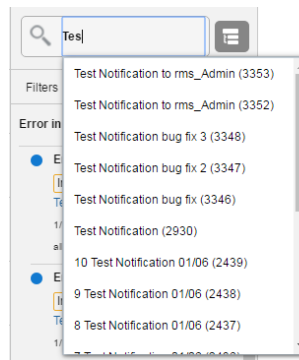 Tes
Filters
Test Notification to rms_Admin (3353)
Test Notification to rms_Admin (3352)
Error in
Test Notification bug fix 3 (3348)
Test Notification bug fix 2 (3347)
Test Notification bug fix (3346)
Test Notification (2930)
10 Test Notification 01/06 (2439)
9 Test Notification 01/06 (2438)
8 Test Notification 01/06 (2437)